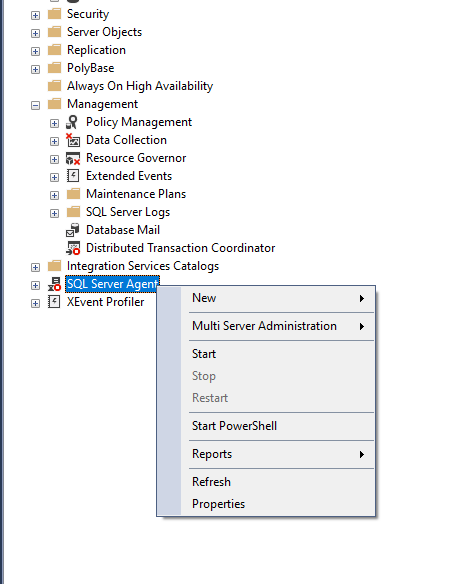 Security
Server Objects
Replication
PolyBase
Always On High Availability
Management
Policy Management
Data Collection
Resource Governor
Extended Events
Maintenance Plans
SQL Server Logs
Database Mail
Distributed Transaction Coordinator
Integration Services Catalogs
SQL Server Agent
XEvent Profiler
New
Multi Server Administration
Start
Stop
Restart
Start PowerShell
Reports
Refresh
Properties